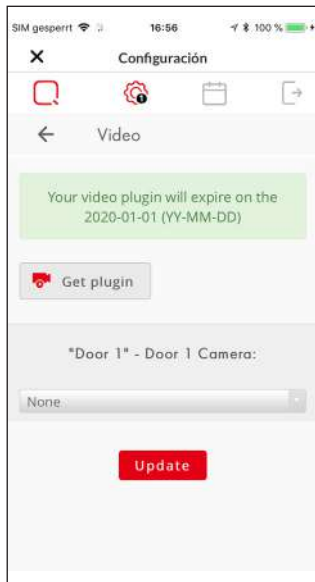 SIM gesperrt 16:56 100 %
Configuración
1
Video
Your video plugin will expire on the
2020-01-01 (YY-MM-DD)
Get plugin
"Door 1" - Door 1 Camera:
None
Update